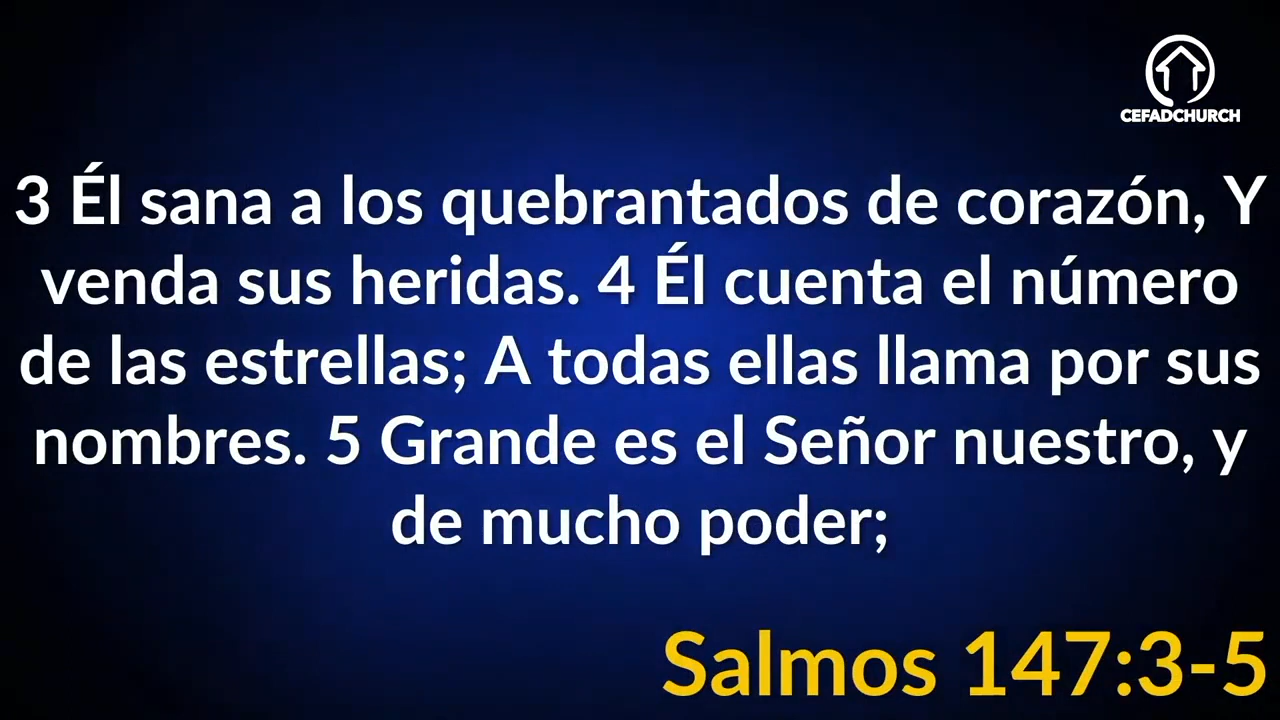 CEFADCHURCH
3 Él sana a los quebrantados de corazón, Y
venda sus heridas. 4 Él cuenta el número
de las estrellas; A todas ellas llama por sus
nombres. 5 Grande es el Señor nuestro, y
de mucho poder;
Salmos 147:3-5